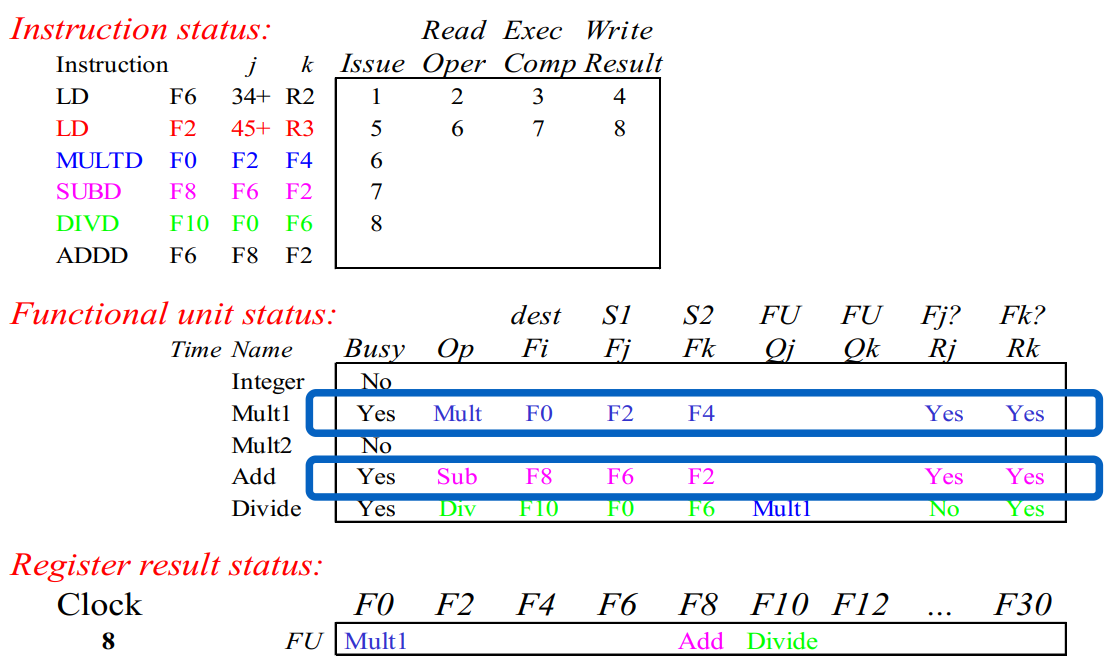 Instruction status: Read Exec Write
Instruction j k Issue Oper Comp Result
LD F6 34+ R2 1 2 3 4
LD F2 45+ R3 5 6 7 8
MULTD F0 F2 F4 6
SUBD F8 F6 F2 7
DIVD F10 F0 F6 8
ADDD F6 F8 F2
Functional unit status: dest S1 S2 FU FU Fj? Fk?
Time Name Busy Op Fi Fj Fk Qj Qk Rj Rk
Integer No
Mult1 Yes Mult F0 F2 F4 Yes Yes
Mult2 No
Add Yes Sub F8 F6 F2 Yes Yes
Divide Yes Div F10 F0 F6 Mult1 No Yes
Register result status:
Clock F0 F2 F4 F6 F8 F10 F12 ... F30
8 FU Mult1 Add Divide